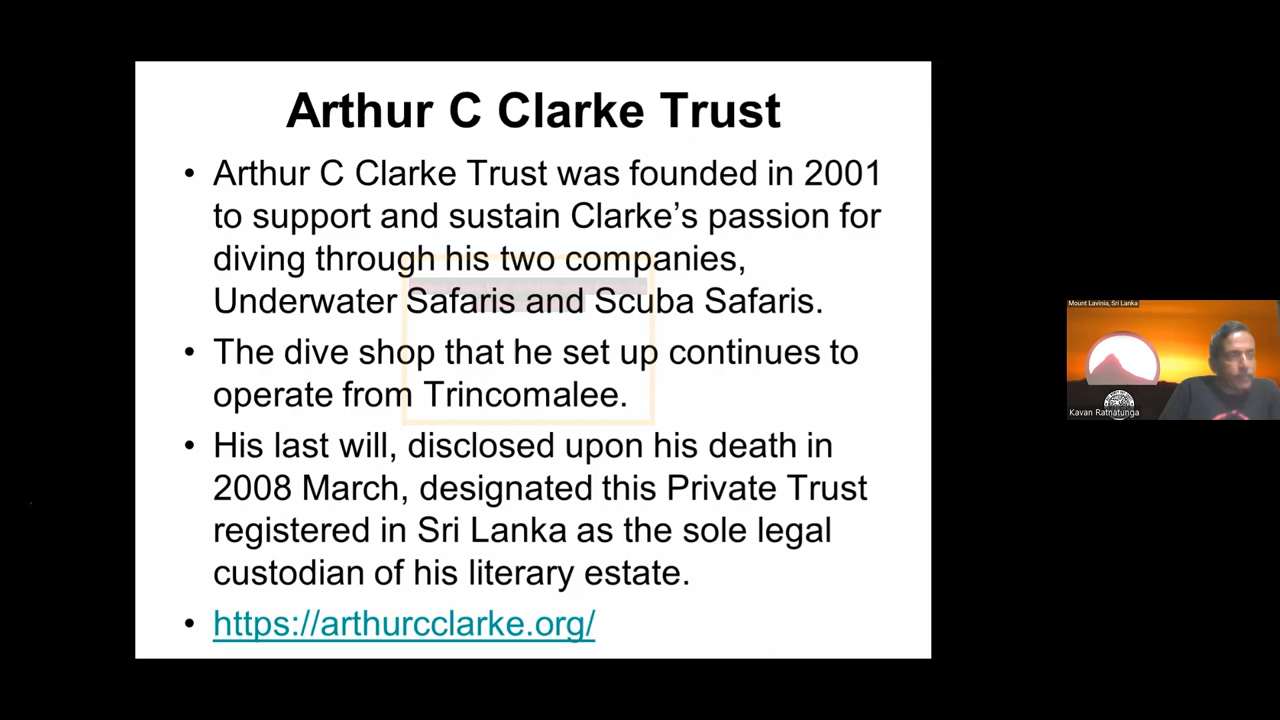 Arthur C Clarke Trust
• Arthur C Clarke Trust was founded in 2001
to support and sustain Clarke’s passion for
diving through his two companies,
Underwater Safaris and Scuba Safaris.
• The dive shop that he set up continues to
operate from Trincomalee.
• His last will, disclosed upon his death in
2008 March, designated this Private Trust
registered in Sri Lanka as the sole legal
custodian of his literary estate.
• https://arthurcclarke.org/
Mount Lavinia, Sri Lanka
Kavan Ratnatunga